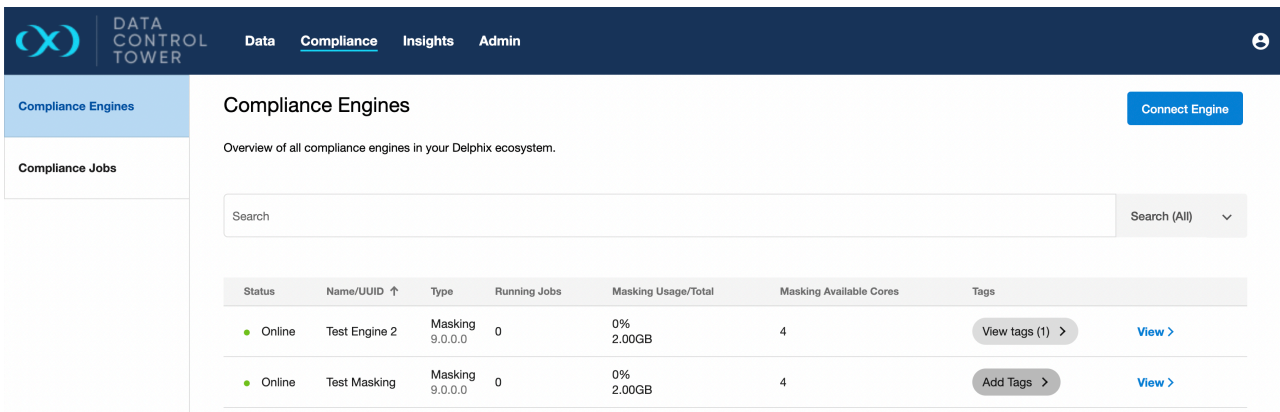 DATA
CONTROL
TOWER
Data Compliance Insights Admin
Compliance Engines
Compliance Jobs
Compliance Engines
Connect Engine
Overview of all compliance engines in your Delphix ecosystem.
Search
Search (All)
Status Name/UUID ↑ Type Running Jobs Masking Usage/Total Masking Available Cores Tags
Online Test Engine 2 Masking 0 0% 4 View tags (1) > View >
9.0.0.0 2.00GB
Online Test Masking Masking 0 0% 4 Add Tags > View >
9.0.0.0 2.00GB